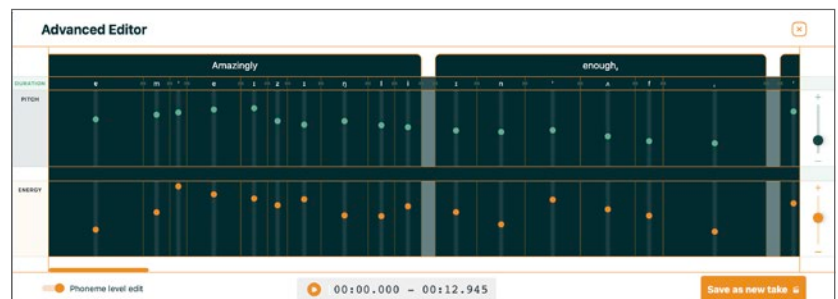 Advanced Editor
Amazingly enough,
DURATION e m ' e ɪ z ɪ ŋ l i ɪ n ' ʌ f , '
PITCH
ENERGY
Phoneme level edit 00:00.000 – 00:12.945 Save as new take